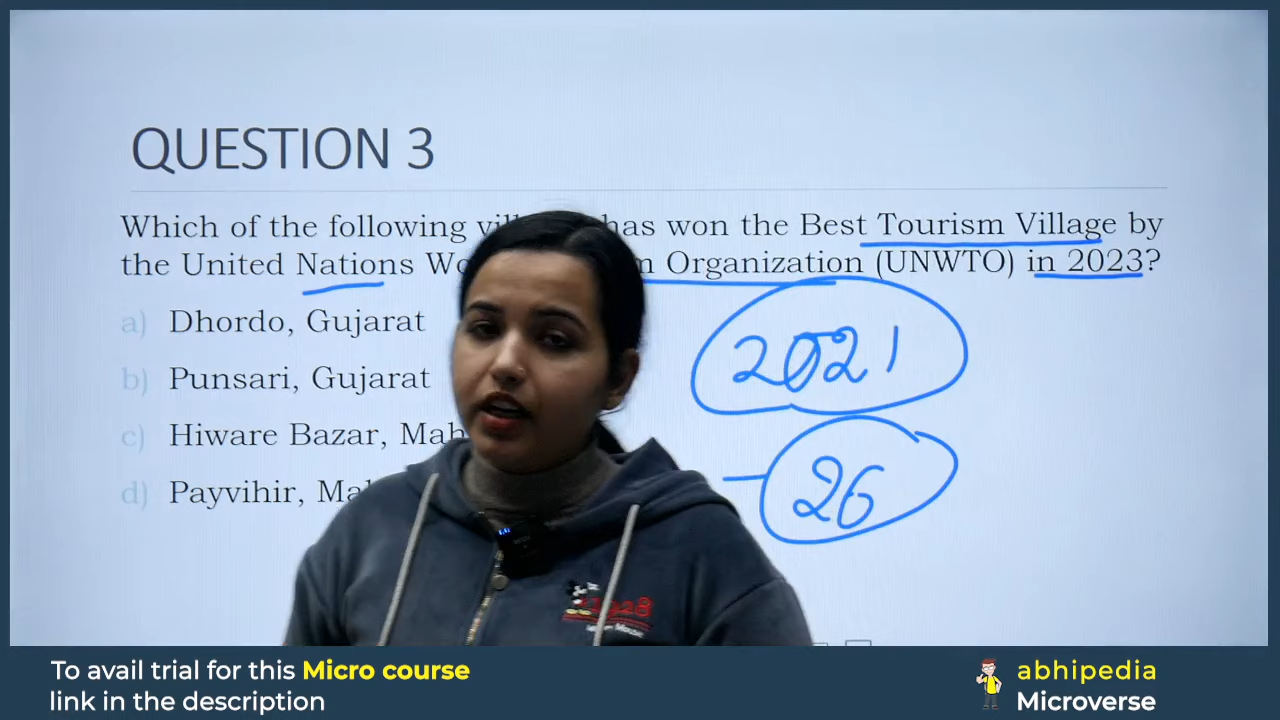 QUESTION 3
Which of the following has won the Best Tourism Village by
the United Nations Organization (UNWTO) in 2023?
a) Dhordo, Gujarat
b) Punsari, Gujarat
c) Hiware Bazar,
d) Payvihir,
2021
- 26
1928
To avail trial for this Micro course
link in the description
abhipedia
Microverse